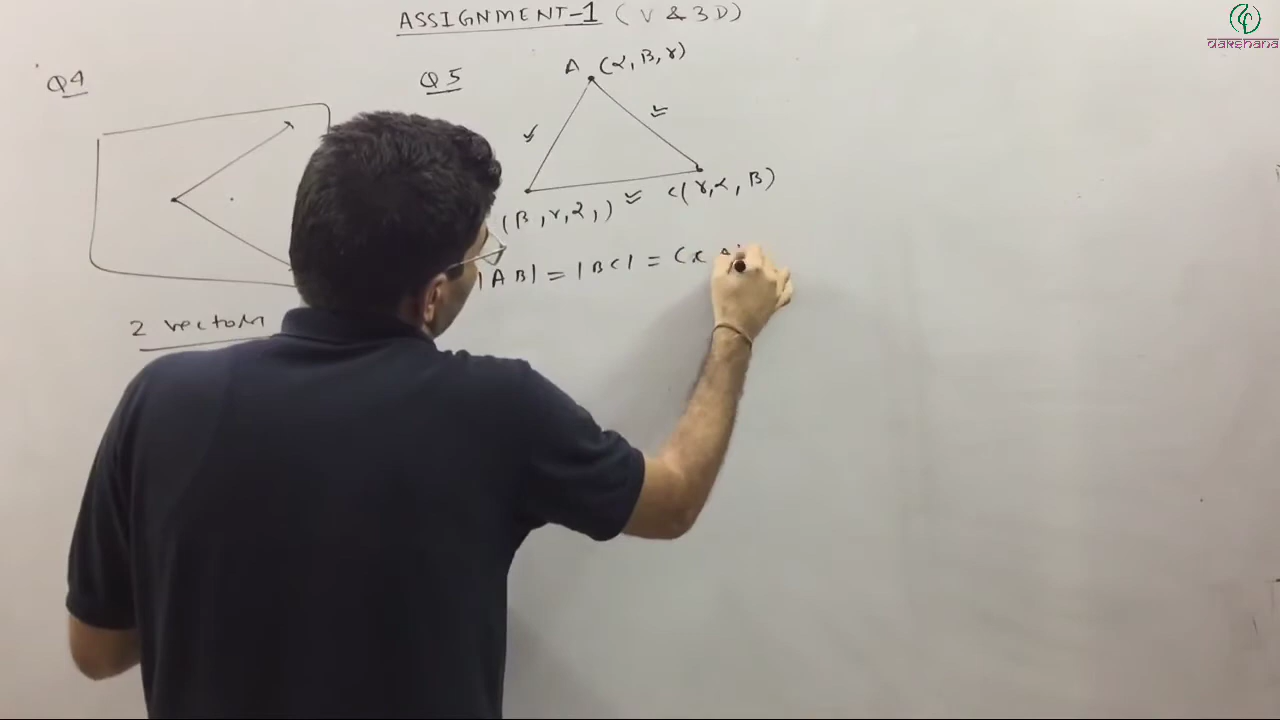 ASSIGNMENT-1 (V & 3D)
dakshana
Q4
2 vectors
Q5
A (α, β, γ)
(β, γ, α,)
C(γ, α, β)
|AB| = |BC| =